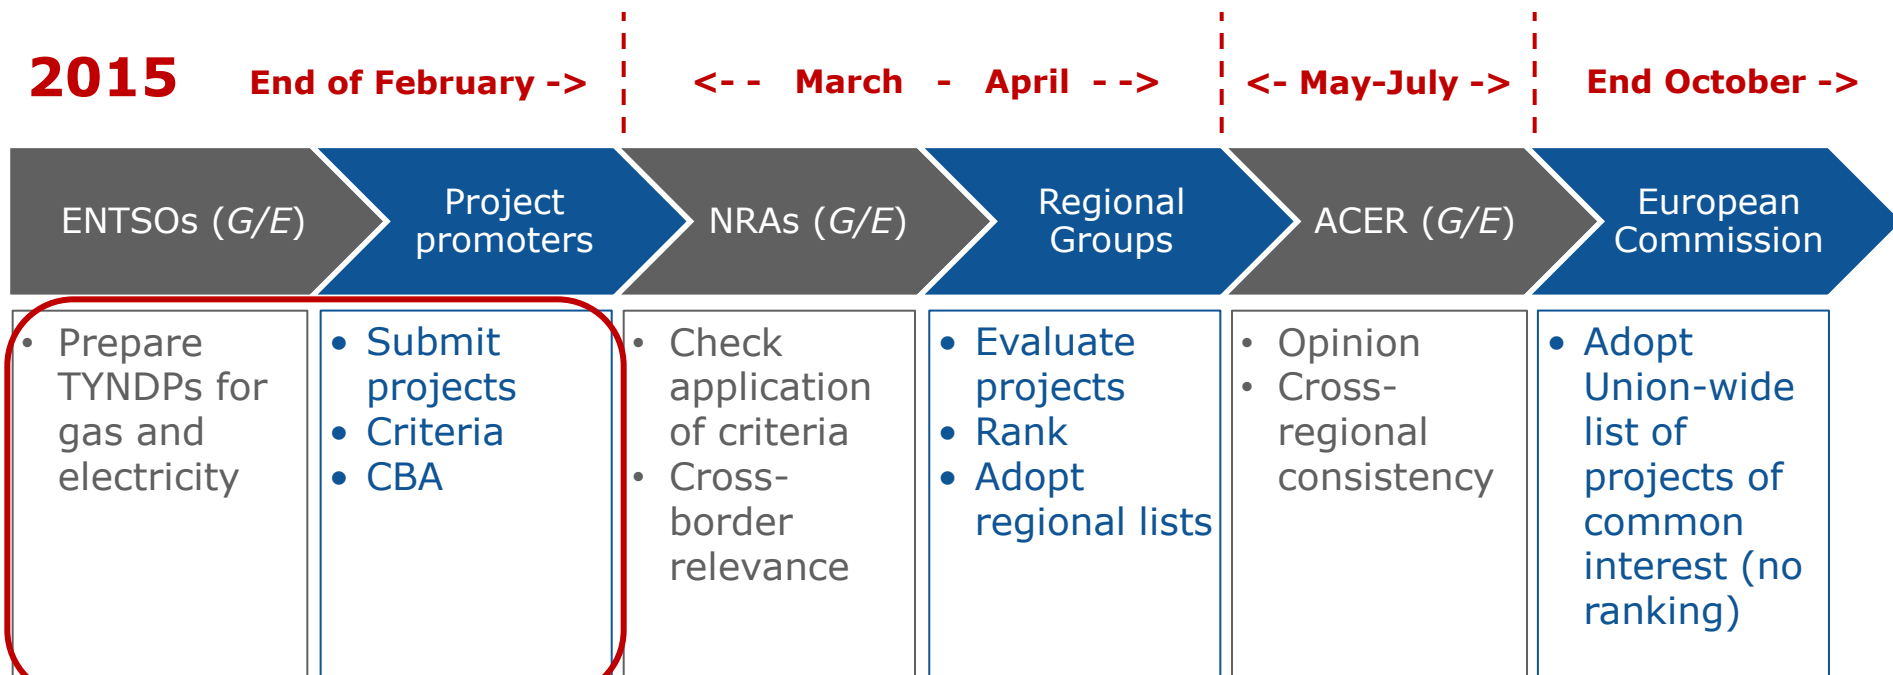 2015 End of February -> <- - March - April - -> <- May-July -> End October ->
ENTSOs (G/E)
Project
promoters
NRAs (G/E)
Regional
Groups
ACER (G/E)
European
Commission
• Prepare
TYNDPs for
gas and
electricity
• Submit
projects
• Criteria
• CBA
• Check
application
of criteria
• Cross-
border
relevance
• Evaluate
projects
• Rank
• Adopt
regional lists
• Opinion
• Cross-
regional
consistency
• Adopt
Union-wide
list of
projects of
common
interest (no
ranking)